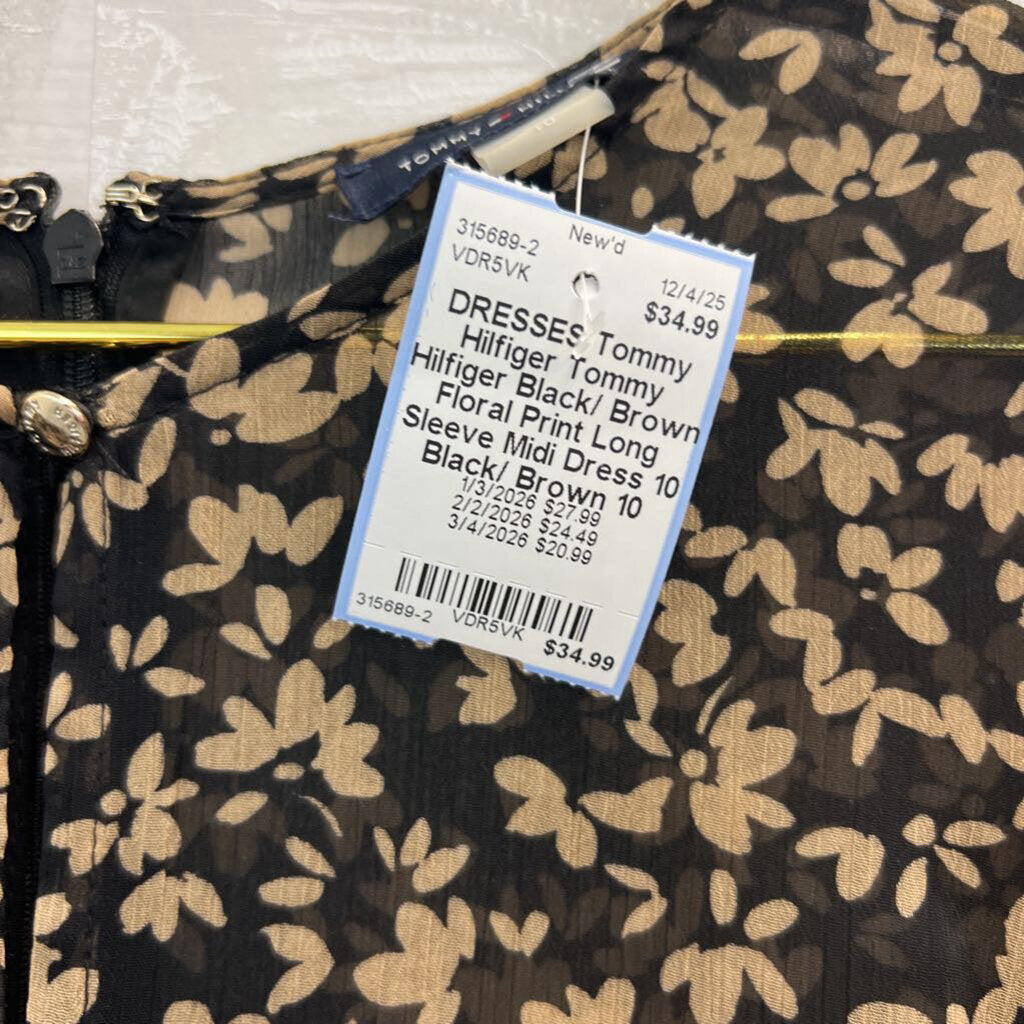 TOMMY HILF
10
315689-2 New'd
VDR5VK 12/4/25
$34.99
DRESSES Tommy
Hilfiger Tommy
Hilfiger Black/ Brown
Floral Print Long
Sleeve Midi Dress 10
Black/ Brown 10
1/3/2026 $27.99
2/2/2026 $24.49
3/4/2026 $20.99
315689-2 VDR5VK $34.99